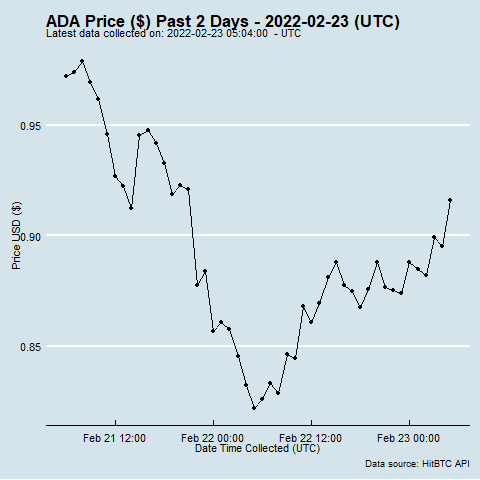 ADA Price ($) Past 2 Days - 2022-02-23 (UTC)
Latest data collected on: 2022-02-23 05:04:00  - UTC
0.95
0.90
0.85
Price USD ($)
Feb 21 12:00
Feb 22 00:00
Feb 22 12:00
Feb 23 00:00
Date Time Collected (UTC)
Data source: HitBTC API